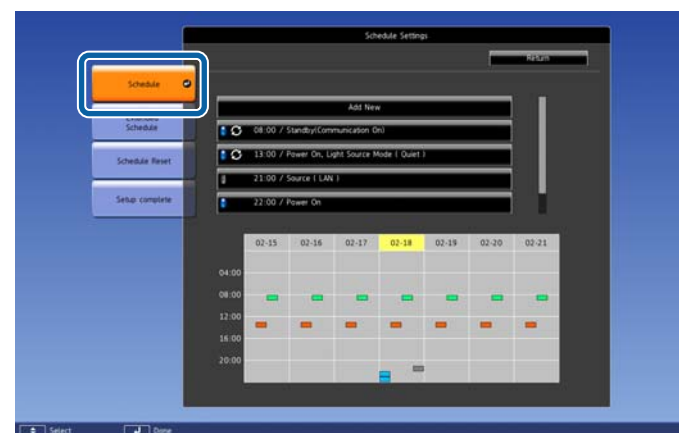 Schedule Settings
Return
Schedule
Extended
Schedule
Schedule Reset
Setup complete
Add New
08:00 / Standby(Communication On)
13:00 / Power On, Light Source Mode ( Quiet )
21:00 / Source ( LAN )
22:00 / Power On
02-15 02-16 02-17 02-18 02-19 02-20 02-21
04:00
08:00
12:00
16:00
20:00
Select Done